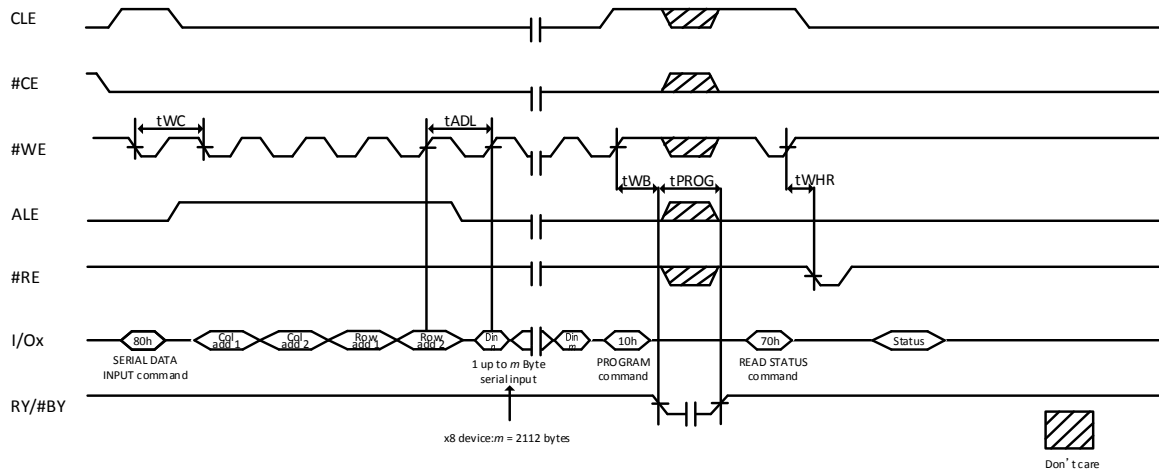 CLE
#CE
tWC
tADL
#WE
tWB
tPROG
tWHR
ALE
#RE
I/Ox
80h
Col
add 1
Col
add 2
Row
add 1
Row
add 2
Din
n
Din
m
10h
70h
Status
SERIAL DATA
INPUT command
1 up to m Byte
serial input
PROGRAM
command
READ STATUS
command
RY/#BY
x8 device:m = 2112 bytes
Don't care